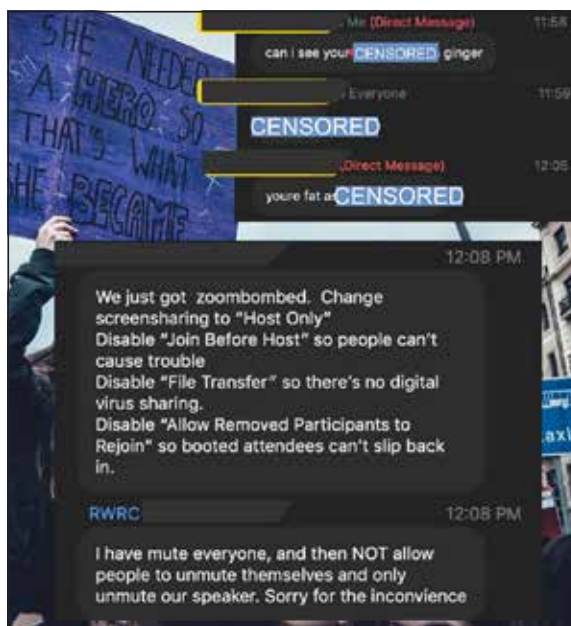 SHE NEEDED
A HERO SO
THAT'S WHAT
SHE BECAME
Me (Direct Message) 11:58
can i see your CENSORED ginger
Everyone 11:59
CENSORED
(Direct Message) 12:06
youre fat as CENSORED
12:08 PM
We just got zoombombed. Change
screensharing to "Host Only"
Disable "Join Before Host" so people can't
cause trouble
Disable "File Transfer" so there's no digital
virus sharing.
Disable "Allow Removed Participants to
Rejoin" so booted attendees can't slip back
in.
RWRC 12:08 PM
I have mute everyone, and then NOT allow
people to unmute themselves and only
unmute our speaker. Sorry for the inconvience
taxi